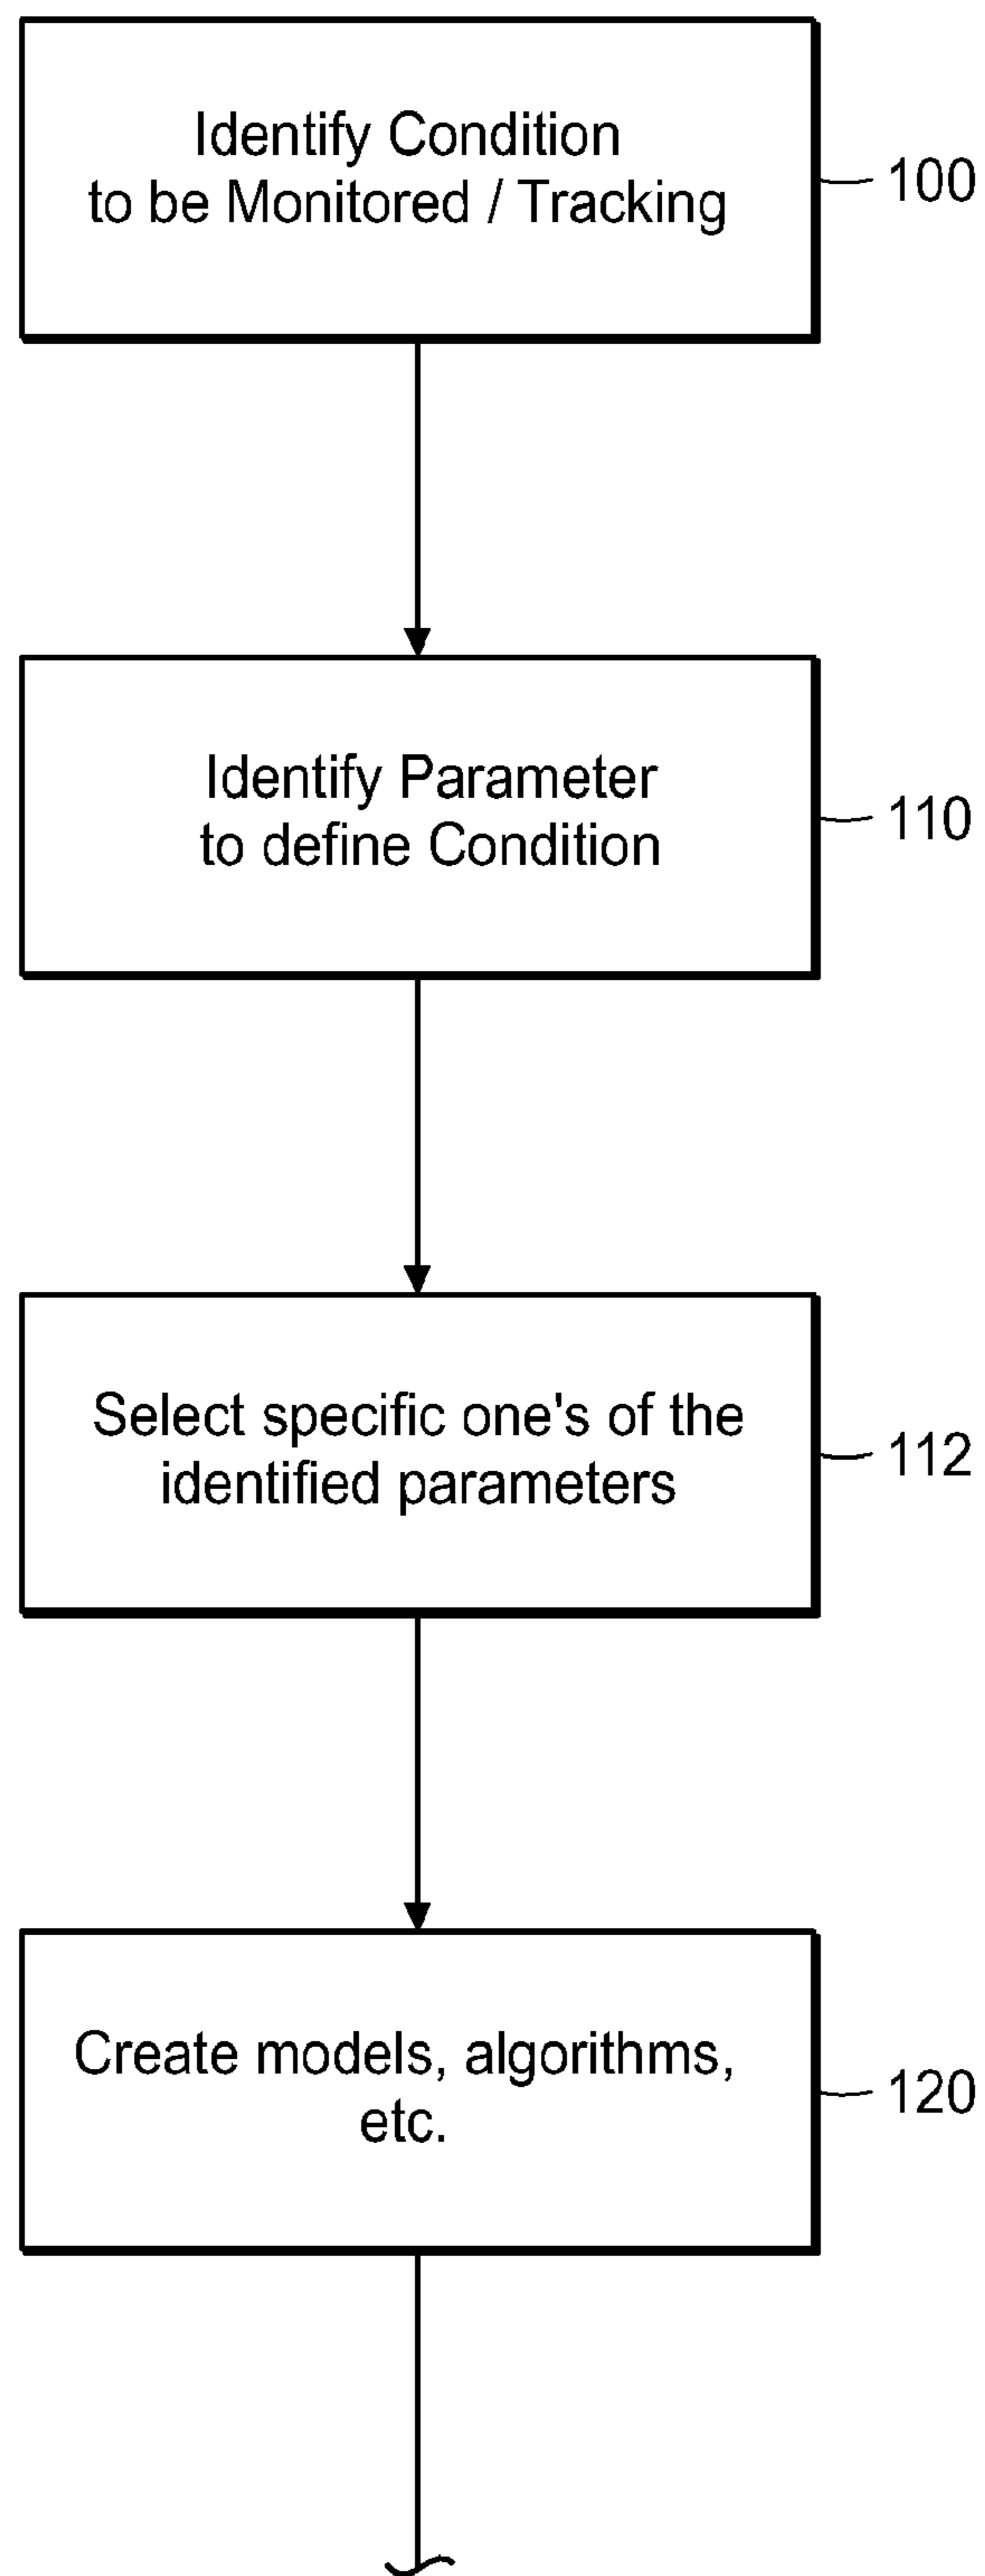 Identify Condition
to be Monitored / Tracking
100
Identify Parameter
to define Condition
110
Select specific one's of the
identified parameters
112
Create models, algorithms,
etc.
120